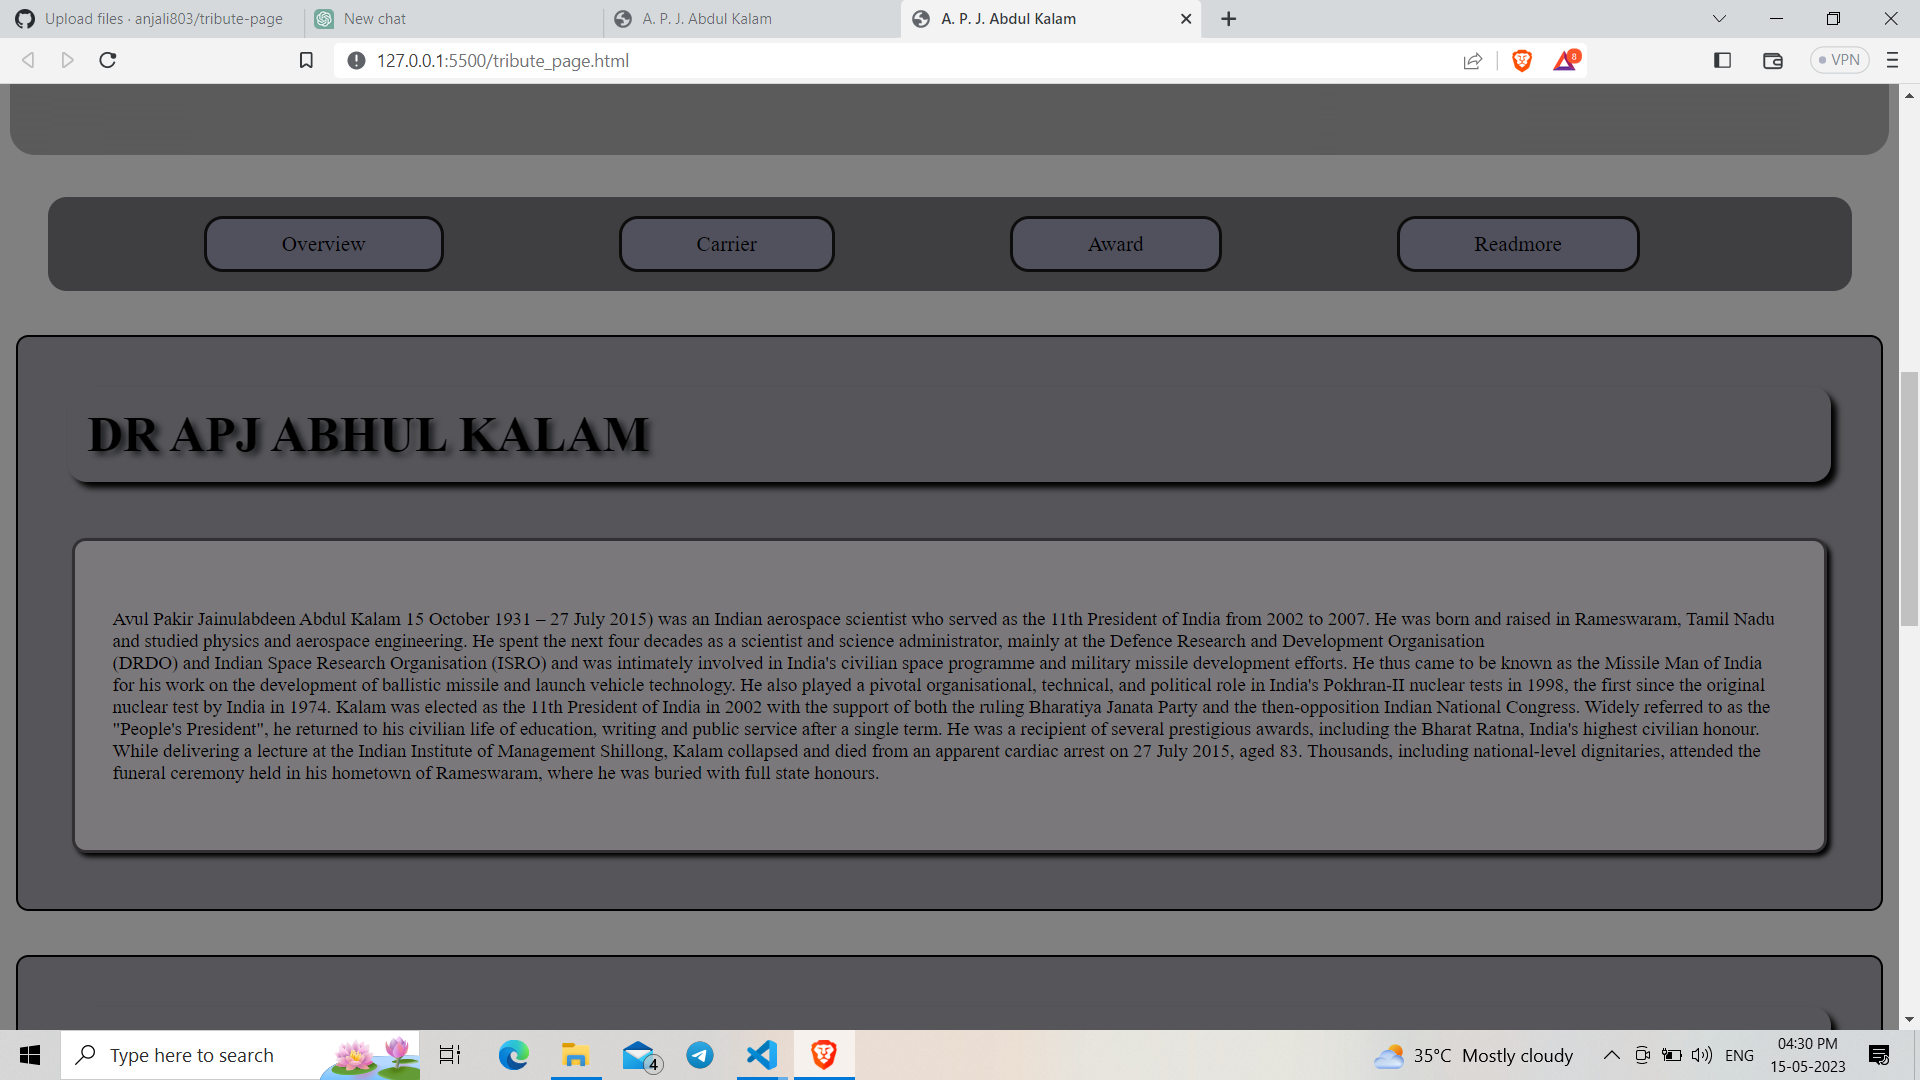 Upload files · anjali803/tribute-page
New chat
A. P. J. Abdul Kalam
A. P. J. Abdul Kalam
127.0.0.1:5500/tribute_page.html
8
VPN
Overview
Carrier
Award
Readmore
DR APJ ABHUL KALAM
Avul Pakir Jainulabdeen Abdul Kalam 15 October 1931 – 27 July 2015) was an Indian aerospace scientist who served as the 11th President of India from 2002 to 2007. He was born and raised in Rameswaram, Tamil Nadu
and studied physics and aerospace engineering. He spent the next four decades as a scientist and science administrator, mainly at the Defence Research and Development Organisation
(DRDO) and Indian Space Research Organisation (ISRO) and was intimately involved in India's civilian space programme and military missile development efforts. He thus came to be known as the Missile Man of India
for his work on the development of ballistic missile and launch vehicle technology. He also played a pivotal organisational, technical, and political role in India's Pokhran-II nuclear tests in 1998, the first since the original
nuclear test by India in 1974. Kalam was elected as the 11th President of India in 2002 with the support of both the ruling Bharatiya Janata Party and the then-opposition Indian National Congress. Widely referred to as the
"People's President", he returned to his civilian life of education, writing and public service after a single term. He was a recipient of several prestigious awards, including the Bharat Ratna, India's highest civilian honour.
While delivering a lecture at the Indian Institute of Management Shillong, Kalam collapsed and died from an apparent cardiac arrest on 27 July 2015, aged 83. Thousands, including national-level dignitaries, attended the
funeral ceremony held in his hometown of Rameswaram, where he was buried with full state honours.
Type here to search
4
35°C Mostly cloudy
ENG
04:30 PM
15-05-2023